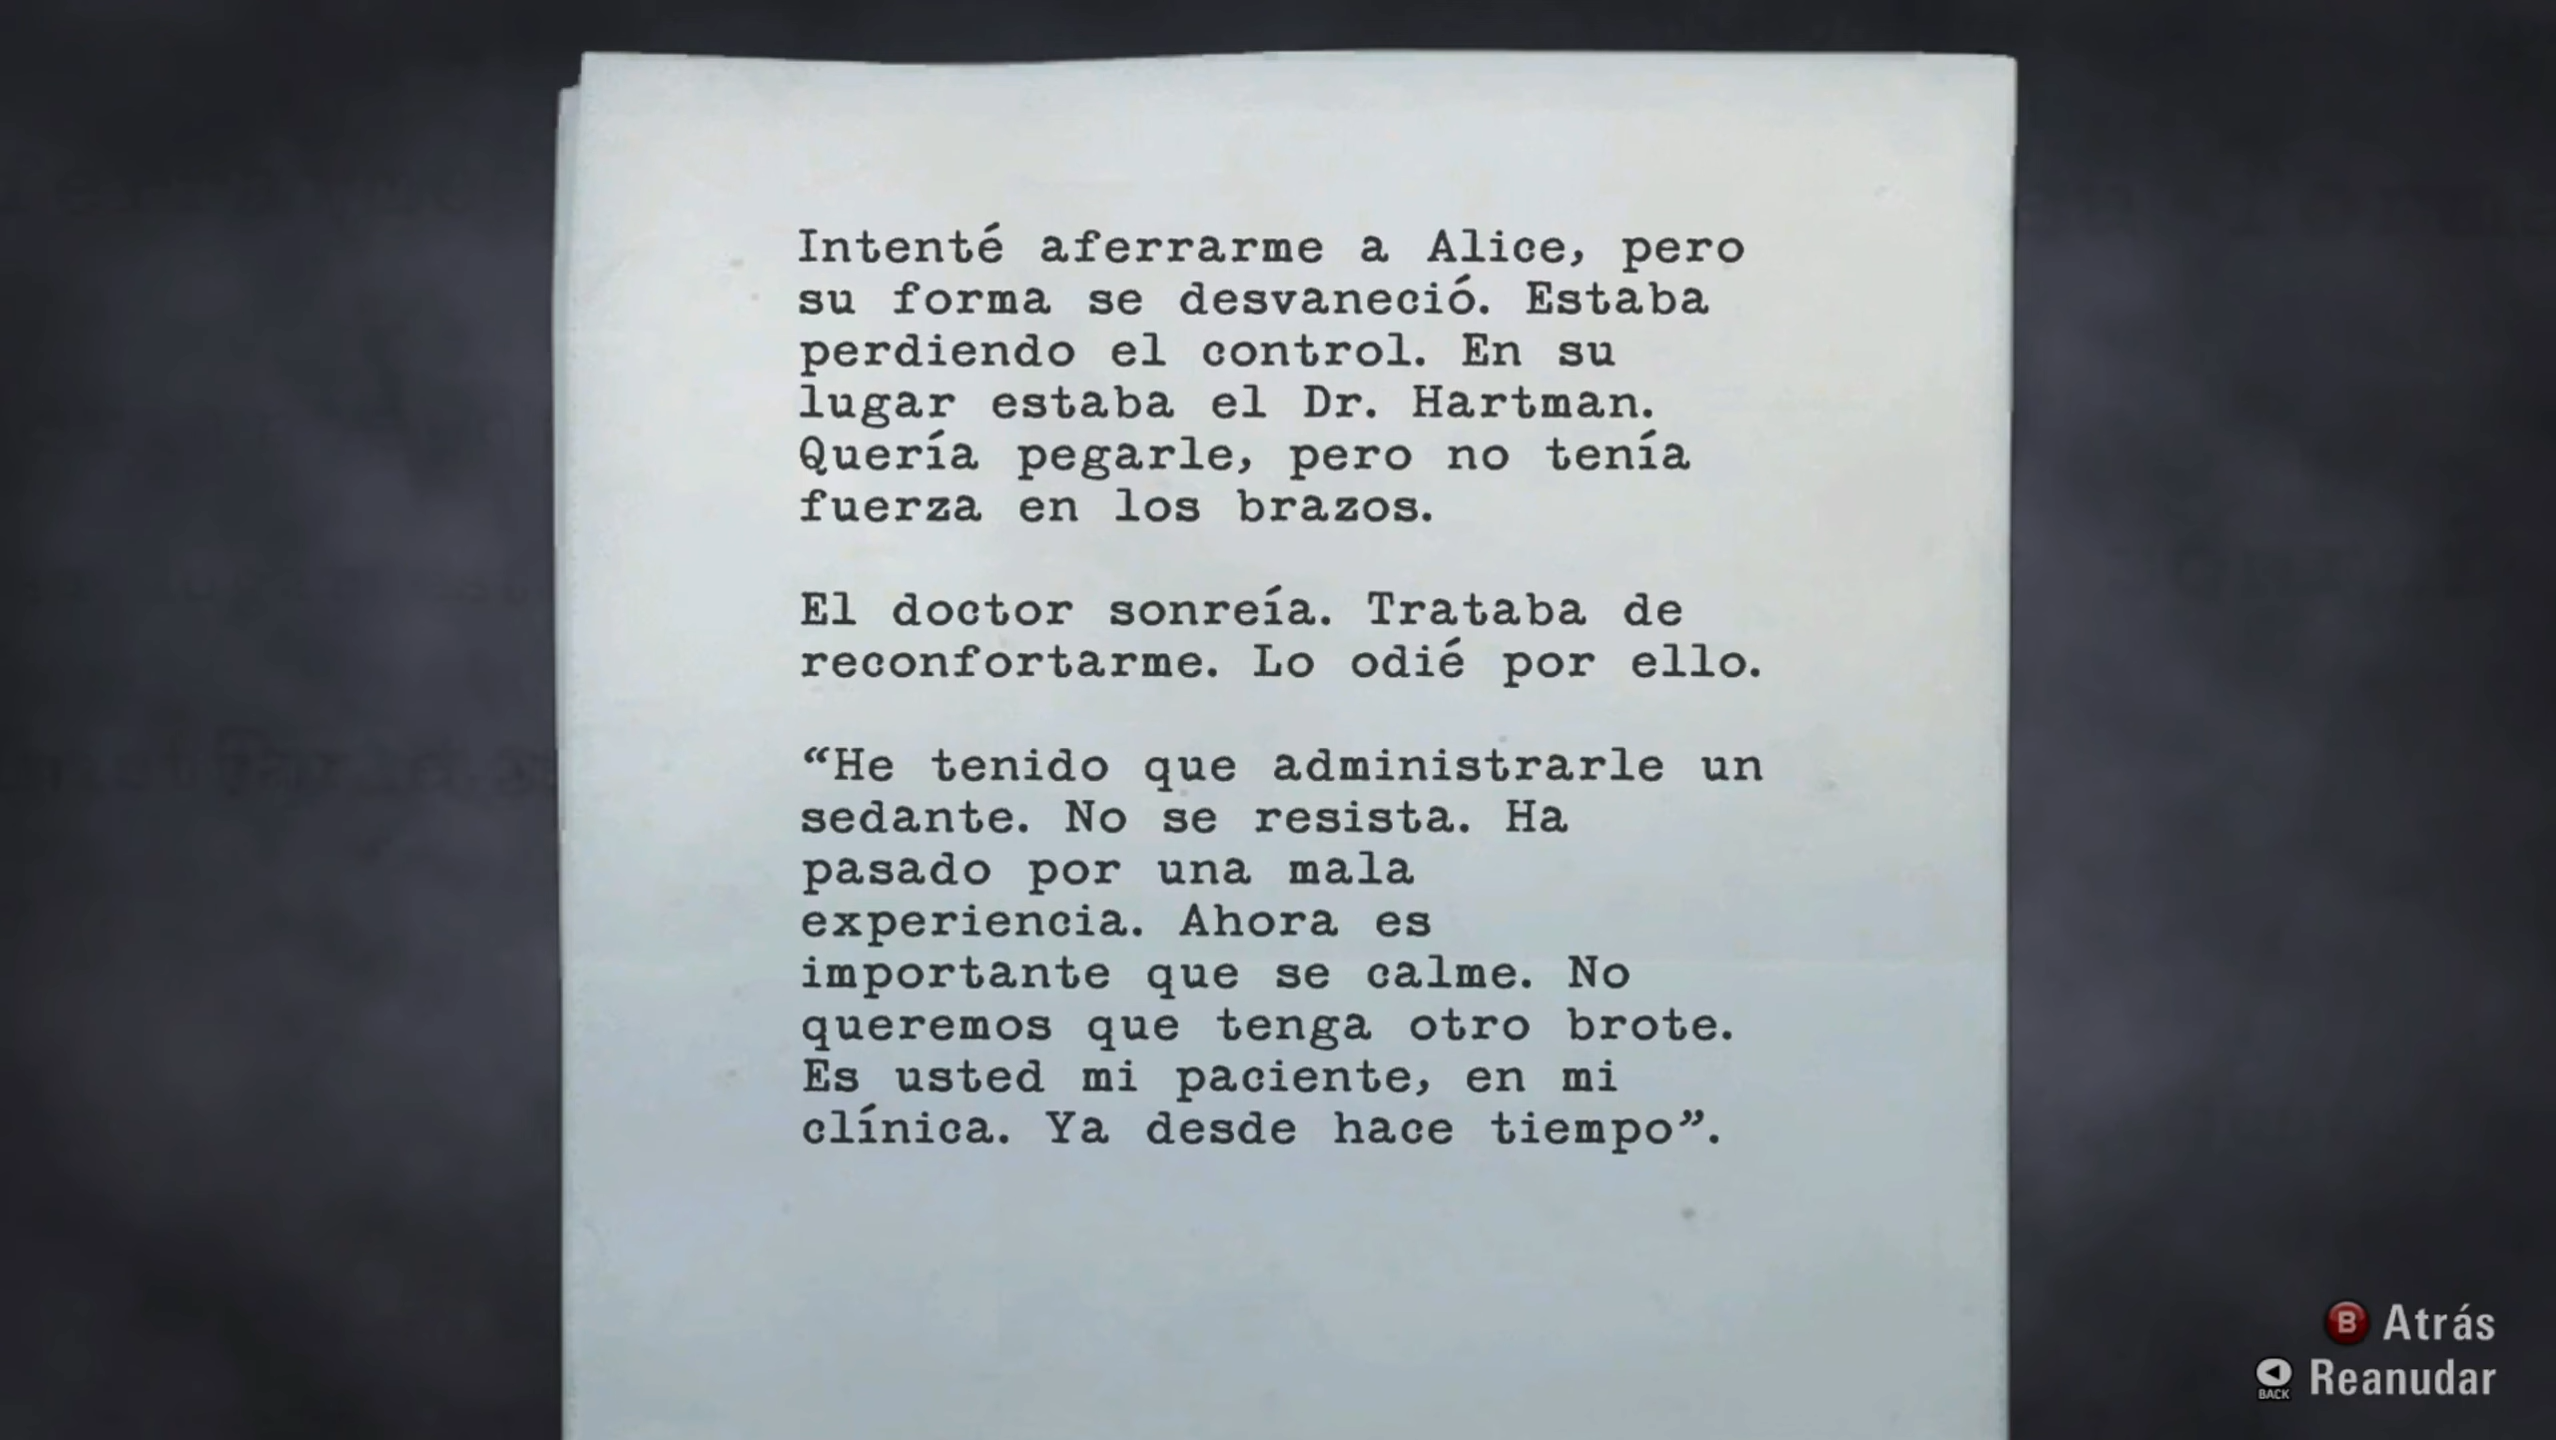 Intenté aferrarme a Alice, pero
su forma se desvaneció. Estaba
perdiendo el control. En su
lugar estaba el Dr. Hartman.
Quería pegarle, pero no tenía
fuerza en los brazos.
El doctor sonreía. Trataba de
reconfortarme. Lo odié por ello.
“He tenido que administrarle un
sedante. No se resista. Ha
pasado por una mala
experiencia. Ahora es
importante que se calme. No
queremos que tenga otro brote.
Es usted mi paciente, en mi
clínica. Ya desde hace tiempo”.
B Atrás
BACK Reanudar